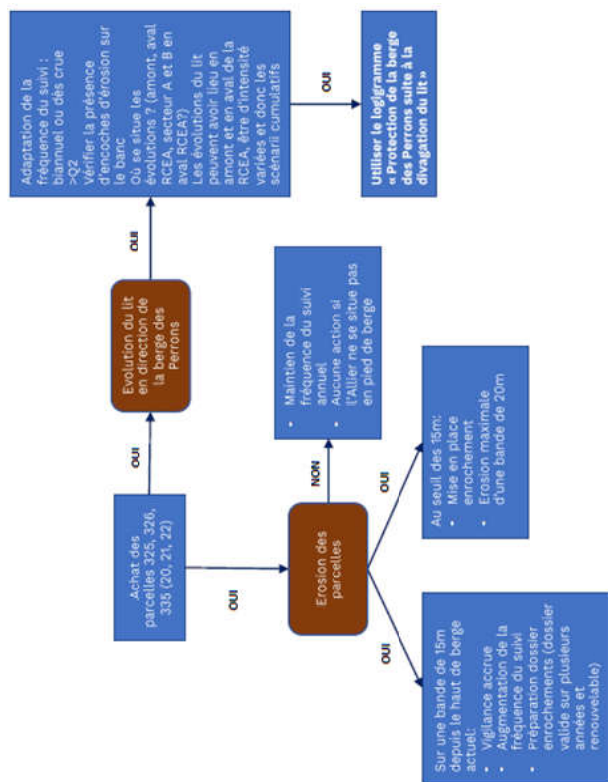 Achat des
parcelles 325, 326,
335 (20, 21, 22)
OUI
Evolution du lit
en direction de
la berge des
Perrons
OUI
Adaptation de la
fréquence du suivi :
biannuel ou dès crue
>Q2
Vérifier la présence
d'encoches d'érosion sur
le banc
Où se situe les
évolutions ? (amont, aval
RCEA, secteur A et B en
aval RCEA?)
Les évolutions du lit
peuvent avoir lieu en
amont et en aval de la
RCEA, être d'intensité
variées et donc les
scénarii cumulatifs
OUI
Utiliser le logigramme
« Protection de la berge
des Perrons suite à la
divagation du lit »
OUI
Erosion des
parcelles
NON
• Maintien de la
fréquence du suivi
annuel
• Aucune action si
l'Allier ne se situe pas
en pied de berge
OUI
Sur une bande de 15m
depuis le haut de berge
actuel:
• Vigilance accrue
• Augmentation de la
fréquence du suivi
• Préparation dossier
enrochements (dossier
valide sur plusieurs
années et
renouvelable)
OUI
Au seuil des 15m:
• Mise en place
enrochement
• Erosion maximale
d'une bande de 20m